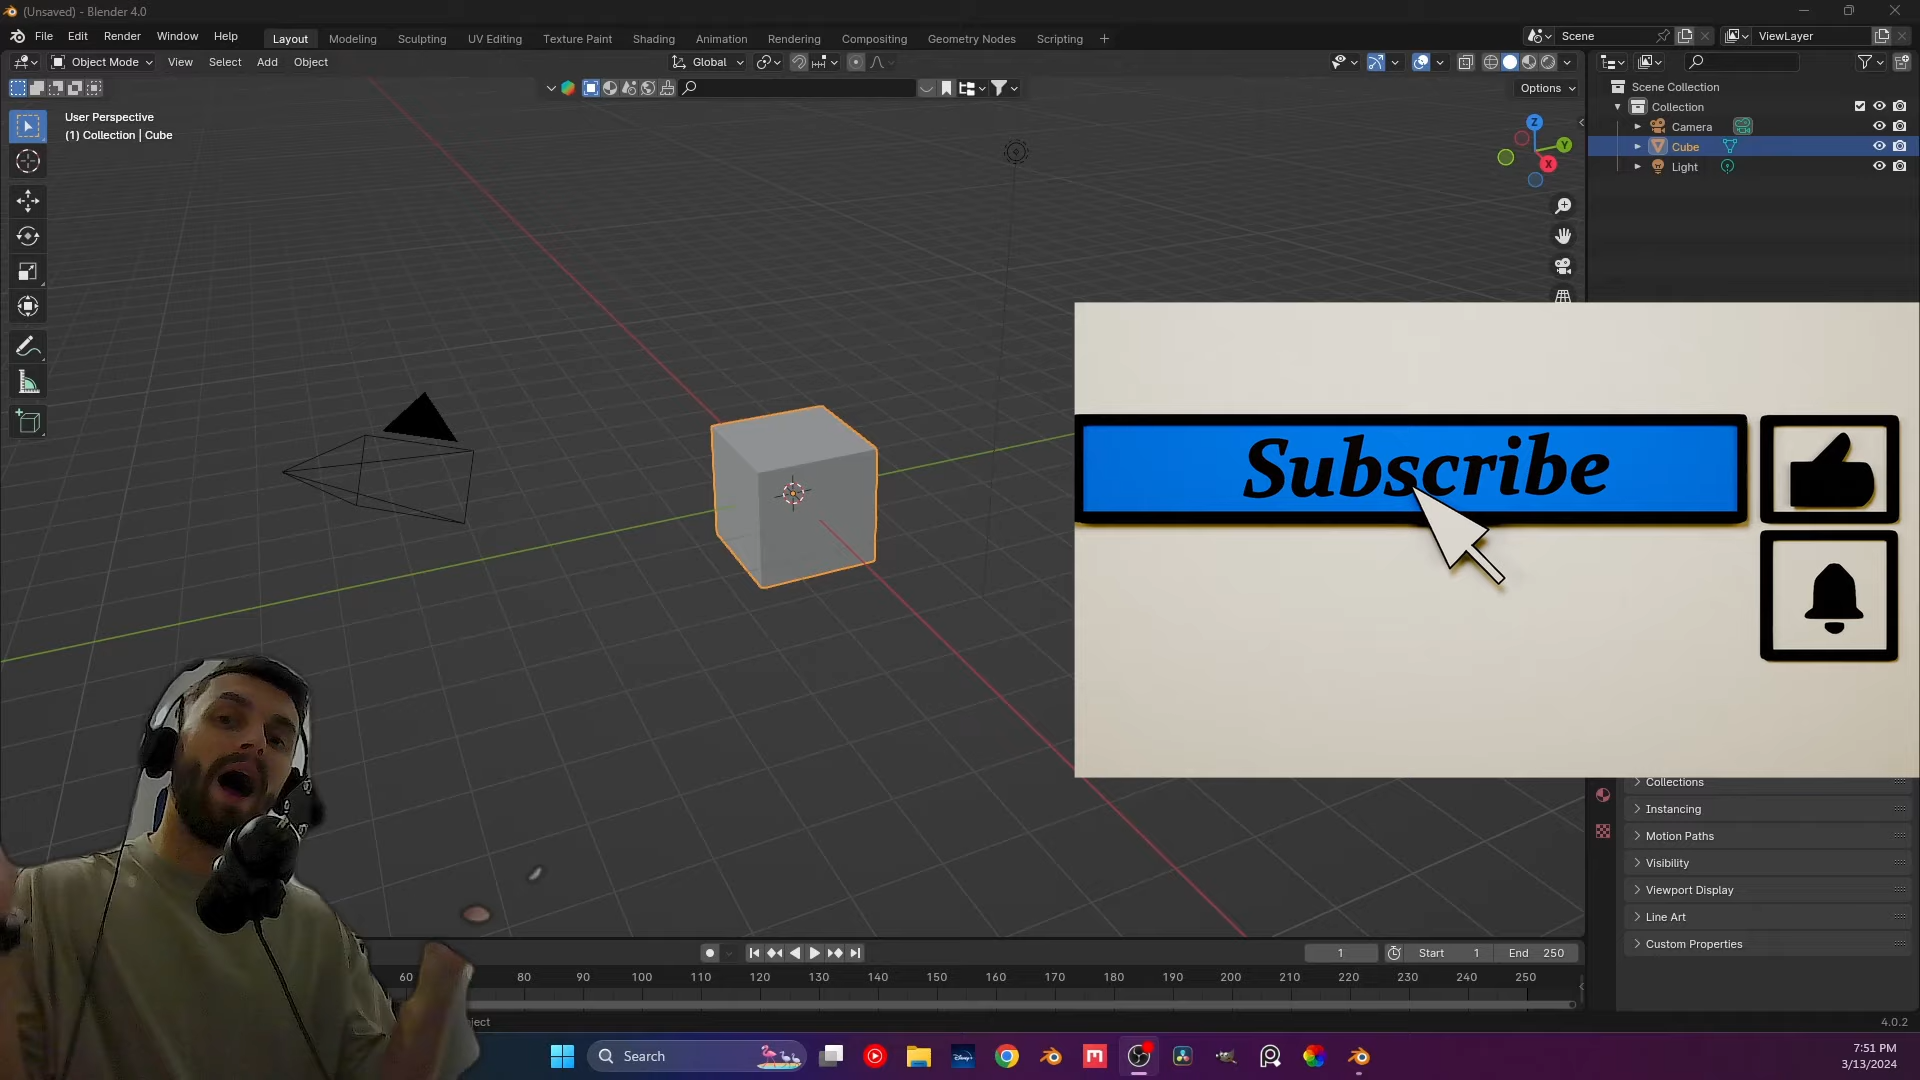 (Unsaved) - Blender 4.0
File Edit Render Window Help
Layout Modeling Sculpting UV Editing Texture Paint Shading Animation Rendering Compositing Geometry Nodes Scripting +
Scene ViewLayer
Object Mode View Select Add Object
Global
Options
User Perspective
(1) Collection | Cube
Z
Y
X
Scene Collection
Collection
Camera
Cube
Light
Subscribe
Collections
Instancing
Motion Paths
Visibility
Viewport Display
Line Art
Custom Properties
1 Start 1 End 250
60 80 90 100 110 120 130 140 150 160 170 180 190 200 210 220 230 240 250
ject
4.0.2
Search
Disney+
7:51 PM
3/13/2024